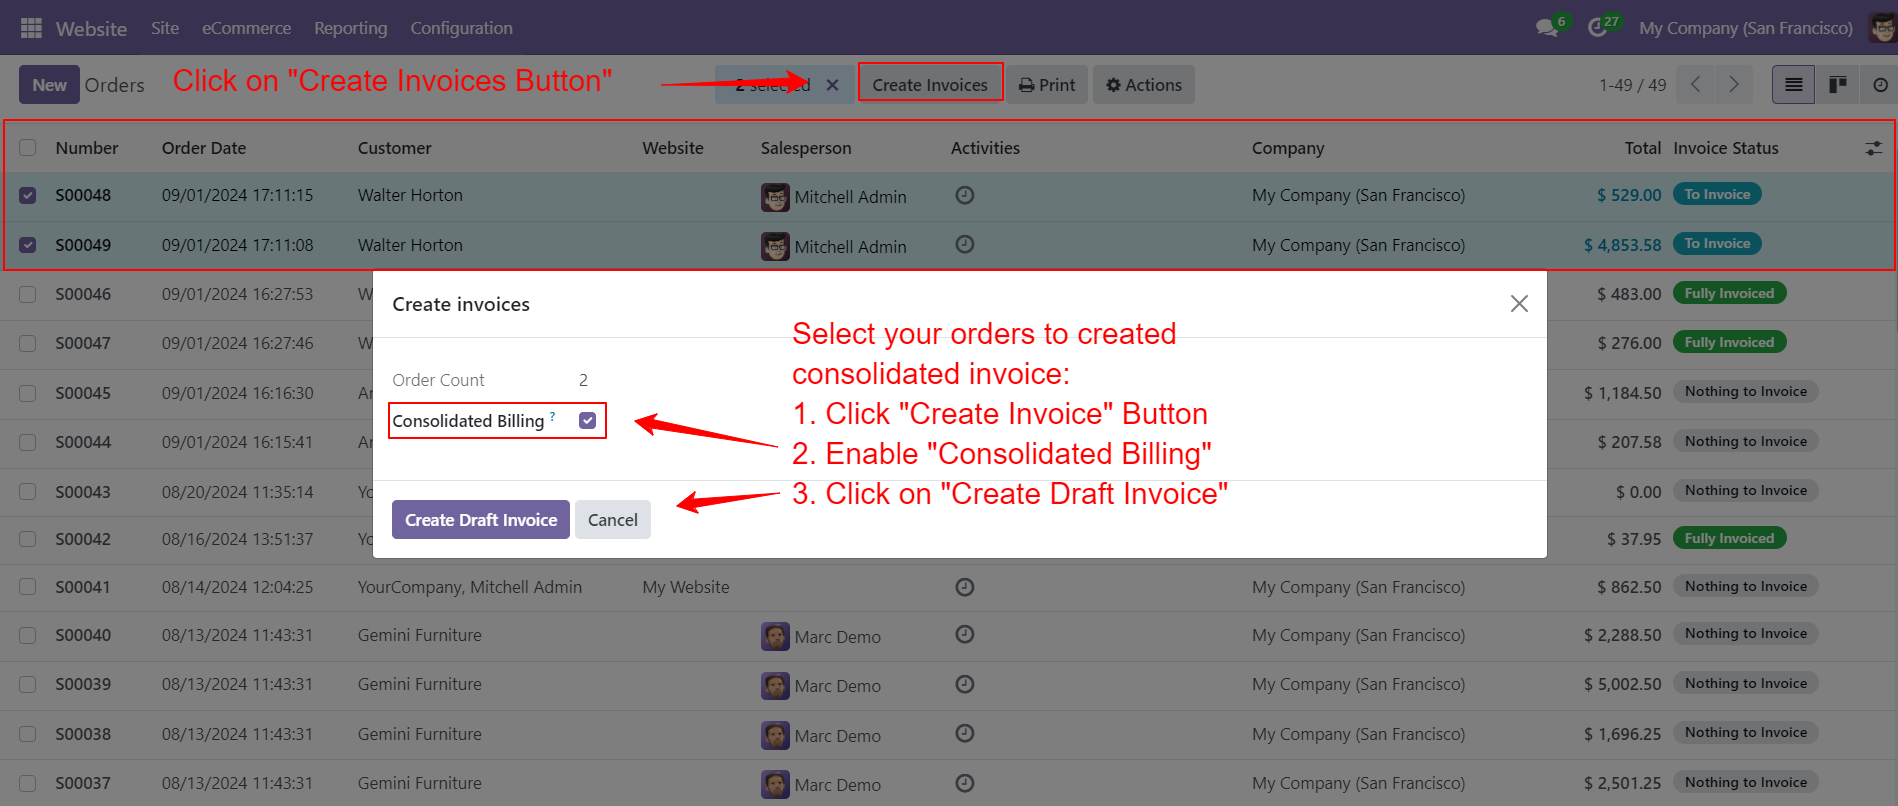 Website Site eCommerce Reporting Configuration 6 27 My Company (San Francisco)
New Orders Click on "Create Invoices Button" 2 selected Create Invoices Print Actions 1-49 / 49
Number Order Date Customer Website Salesperson Activities Company Total Invoice Status
S00048 09/01/2024 17:11:15 Walter Horton Mitchell Admin My Company (San Francisco) $ 529.00 To Invoice
S00049 09/01/2024 17:11:08 Walter Horton Mitchell Admin My Company (San Francisco) $ 4,853.58 To Invoice
S00046 09/01/2024 16:27:53 $ 483.00 Fully Invoiced
S00047 09/01/2024 16:27:46 $ 276.00 Fully Invoiced
S00045 09/01/2024 16:16:30 $ 1,184.50 Nothing to Invoice
S00044 09/01/2024 16:15:41 $ 207.58 Nothing to Invoice
S00043 08/20/2024 11:35:14 $ 0.00 Nothing to Invoice
S00042 08/16/2024 13:51:37 $ 37.95 Fully Invoiced
Create invoices
Order Count 2
Consolidated Billing ?
Create Draft Invoice Cancel
Select your orders to created
consolidated invoice:
1. Click "Create Invoice" Button
2. Enable "Consolidated Billing"
3. Click on "Create Draft Invoice"
S00041 08/14/2024 12:04:25 YourCompany, Mitchell Admin My Website My Company (San Francisco) $ 862.50 Nothing to Invoice
S00040 08/13/2024 11:43:31 Gemini Furniture Marc Demo My Company (San Francisco) $ 2,288.50 Nothing to Invoice
S00039 08/13/2024 11:43:31 Gemini Furniture Marc Demo My Company (San Francisco) $ 5,002.50 Nothing to Invoice
S00038 08/13/2024 11:43:31 Gemini Furniture Marc Demo My Company (San Francisco) $ 1,696.25 Nothing to Invoice
S00037 08/13/2024 11:43:31 Gemini Furniture Marc Demo My Company (San Francisco) $ 2,501.25 Nothing to Invoice